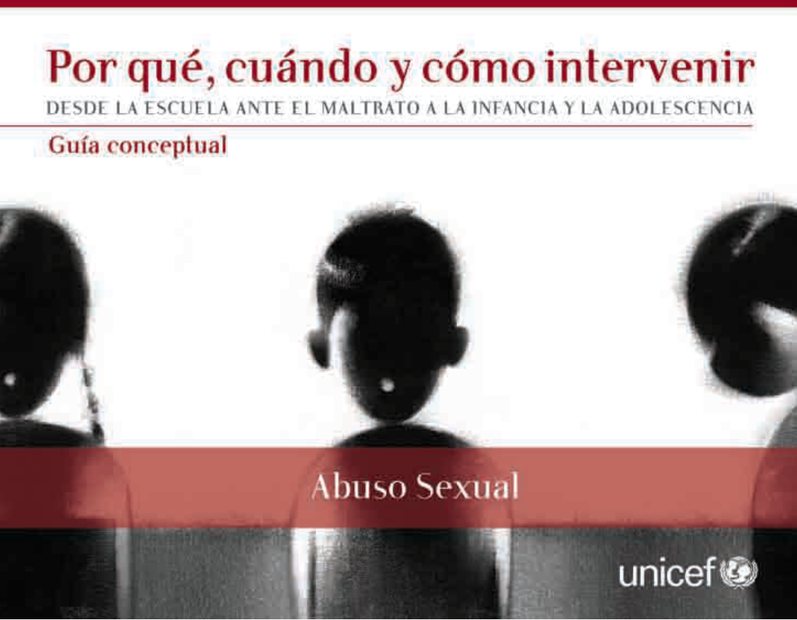 Por qué, cuándo y cómo intervenir
DESDE LA ESCUELA ANTE EL MALTRATO A LA INFANCIA Y LA ADOLESCENCIA
Guía conceptual
Abuso Sexual
unicef